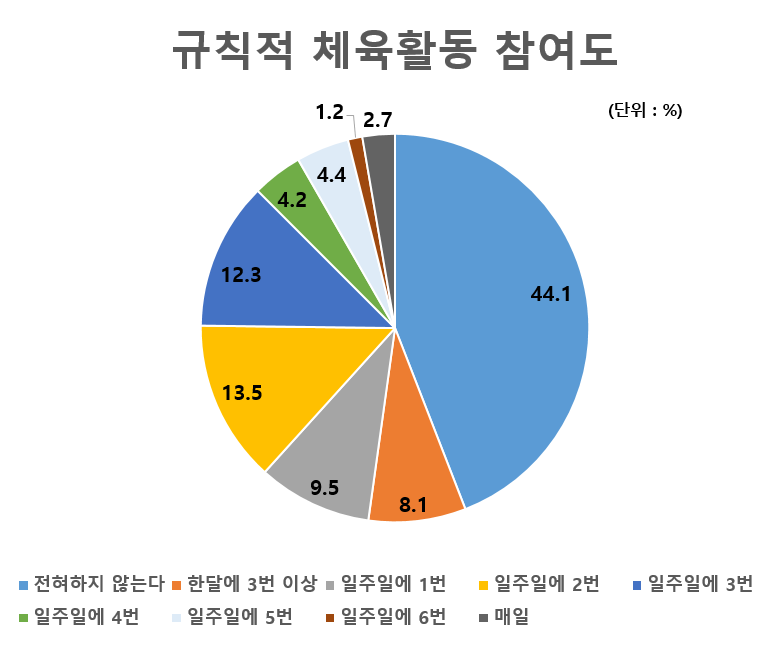 규칙적 체육활동 참여도
(단위 : %)
1.2
2.7
4.4
4.2
12.3
44.1
13.5
9.5
8.1
전혀하지 않는다 한달에 3번 이상 일주일에 1번 일주일에 2번 일주일에 3번
일주일에 4번 일주일에 5번 일주일에 6번 매일